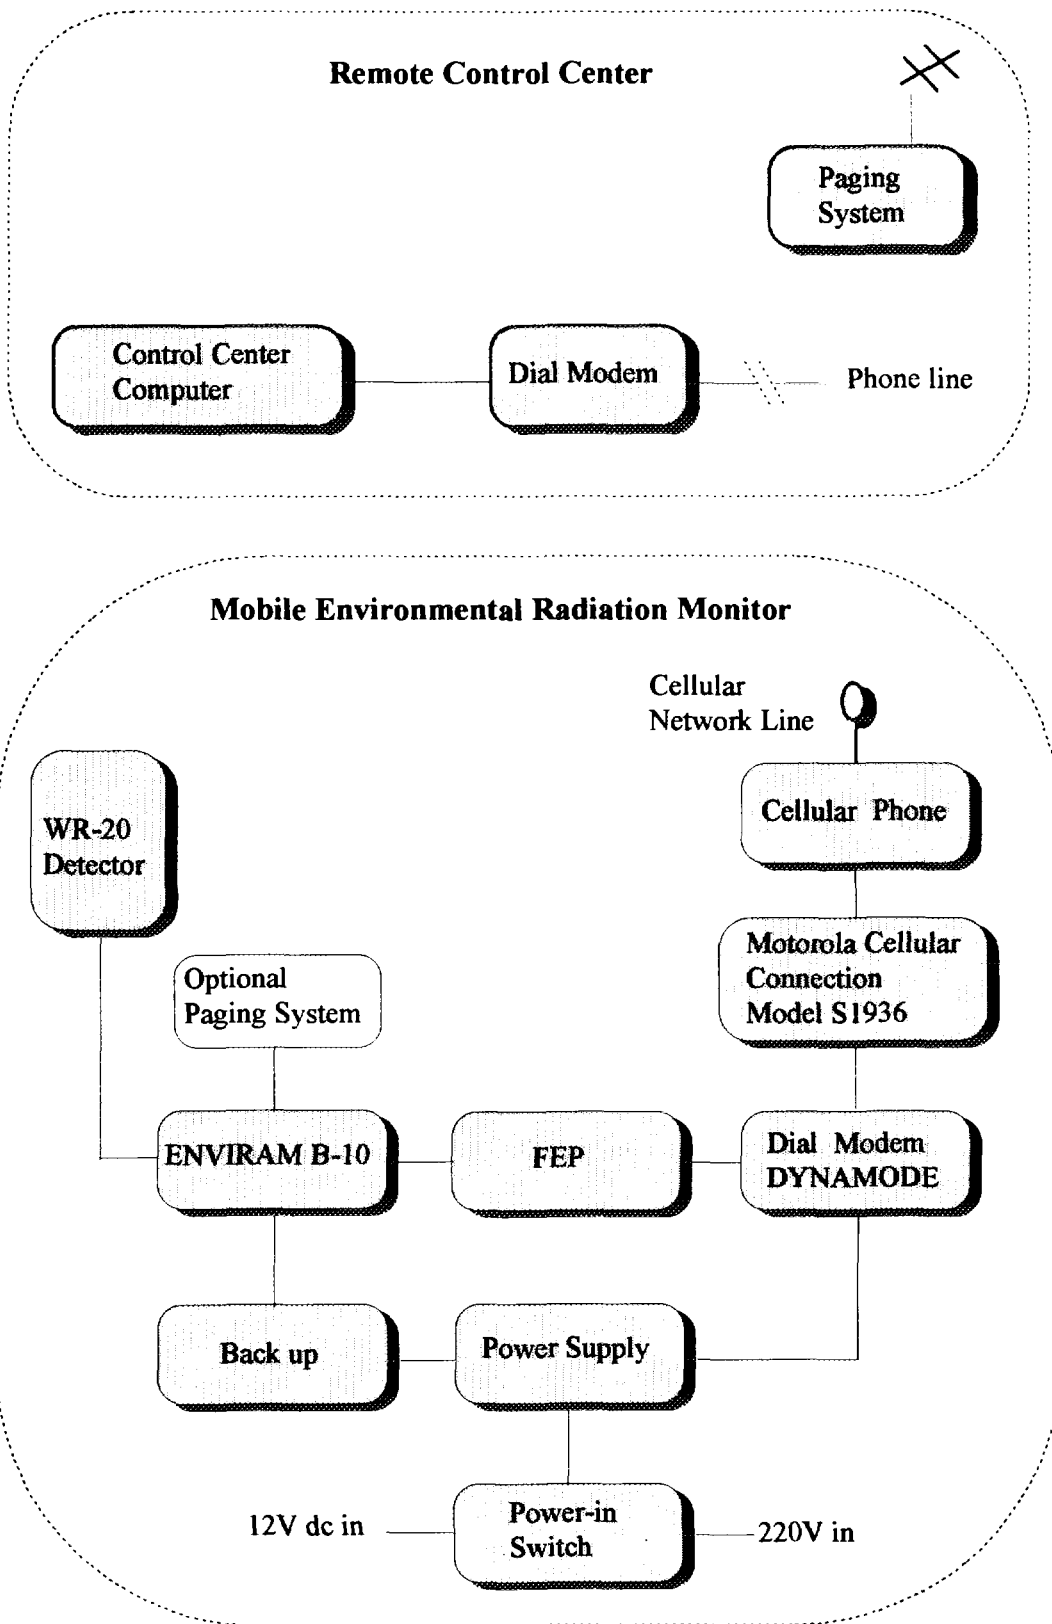 Remote Control Center
Paging
System
Control Center
Computer
Dial Modem
Phone line
Mobile Environmental Radiation Monitor
Cellular
Network Line
Cellular Phone
WR-20
Detector
Motorola Cellular
Connection
Model S1936
Optional
Paging System
ENVIRAM B-10
FEP
Dial Modem
DYNAMODE
Back up
Power Supply
12V dc in
Power-in
Switch
220V in